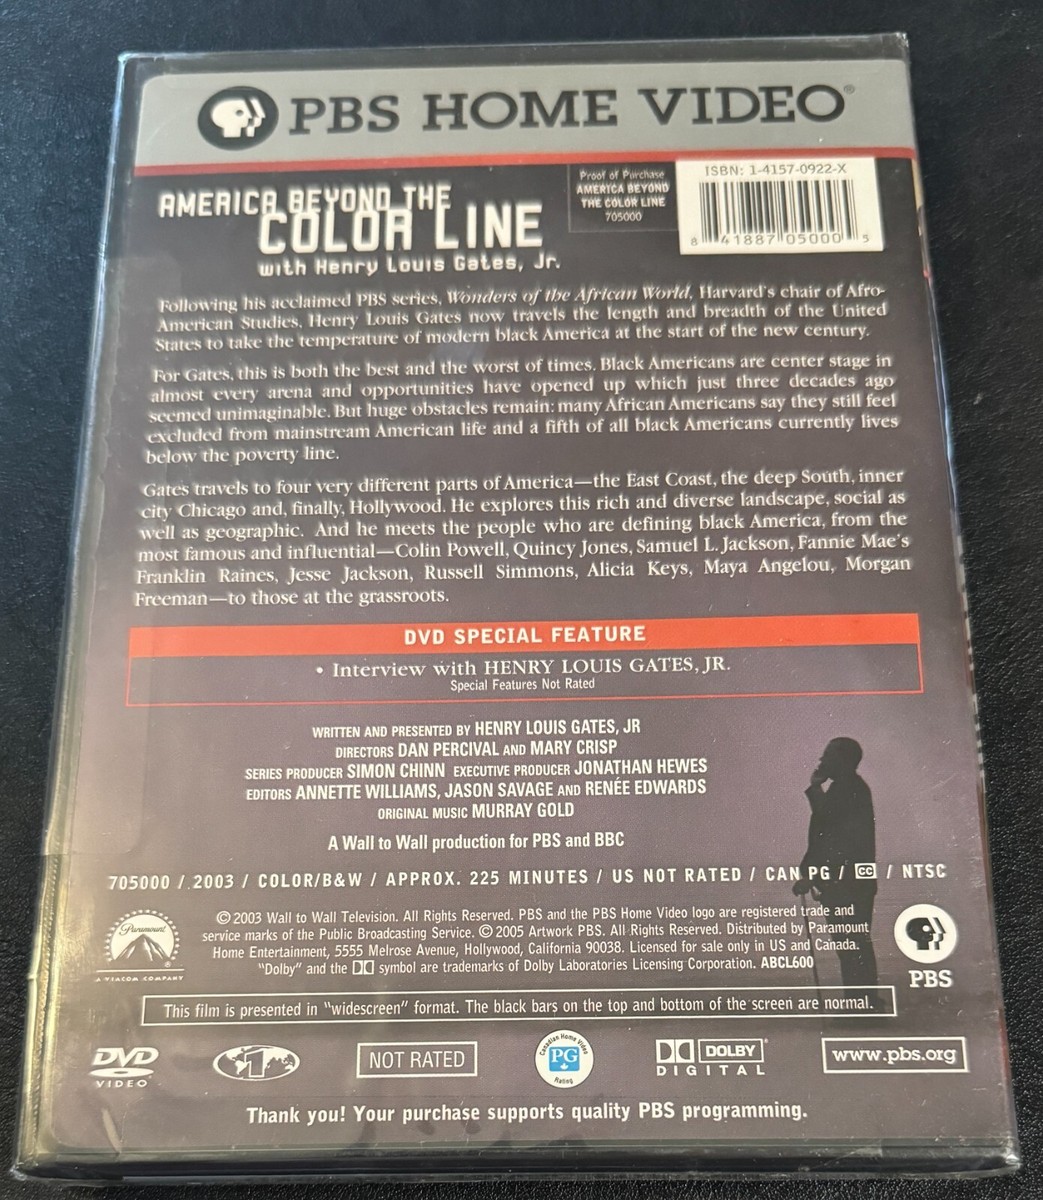 PBS HOME VIDEO®
AMERICA BEYOND THE
COLOR LINE
with Henry Louis Gates, Jr.
Proof of Purchase
AMERICA BEYOND
THE COLOR LINE
705000
ISBN: 1-4157-0922-X
8 41887 05000 5
Following his acclaimed PBS series, Wonders of the African World, Harvard's chair of Afro-
American Studies, Henry Louis Gates now travels the length and breadth of the United
States to take the temperature of modern black America at the start of the new century.
For Gates, this is both the best and the worst of times. Black Americans are center stage in
almost every arena and opportunities have opened up which just three decades ago
seemed unimaginable. But huge obstacles remain: many African Americans say they still feel
excluded from mainstream American life and a fifth of all black Americans currently lives
below the poverty line.
Gates travels to four very different parts of America—the East Coast, the deep South, inner
city Chicago and, finally, Hollywood. He explores this rich and diverse landscape, social as
well as geographic. And he meets the people who are defining black America, from the
most famous and influential—Colin Powell, Quincy Jones, Samuel L. Jackson, Fannie Mae's
Franklin Raines, Jesse Jackson, Russell Simmons, Alicia Keys, Maya Angelou, Morgan
Freeman—to those at the grassroots.
DVD SPECIAL FEATURE
• Interview with HENRY LOUIS GATES, JR.
Special Features Not Rated
WRITTEN AND PRESENTED BY HENRY LOUIS GATES, JR
DIRECTORS DAN PERCIVAL AND MARY CRISP
SERIES PRODUCER SIMON CHINN EXECUTIVE PRODUCER JONATHAN HEWES
EDITORS ANNETTE WILLIAMS, JASON SAVAGE AND RENÉE EDWARDS
ORIGINAL MUSIC MURRAY GOLD
A Wall to Wall production for PBS and BBC
705000 / 2003 / COLOR/B&W / APPROX. 225 MINUTES / US NOT RATED / CAN PG / CC / NTSC
Paramount
A VIACOM COMPANY
© 2003 Wall to Wall Television. All Rights Reserved. PBS and the PBS Home Video logo are registered trade and
service marks of the Public Broadcasting Service. © 2005 Artwork PBS. All Rights Reserved. Distributed by Paramount
Home Entertainment, 5555 Melrose Avenue, Hollywood, California 90038. Licensed for sale only in US and Canada.
"Dolby" and the DD symbol are trademarks of Dolby Laboratories Licensing Corporation. ABCL600
PBS
This film is presented in "widescreen" format. The black bars on the top and bottom of the screen are normal.
DVD
VIDEO
1
NOT RATED
Canadian Home Video
PG
Rating
DOLBY
DIGITAL
www.pbs.org
Thank you! Your purchase supports quality PBS programming.